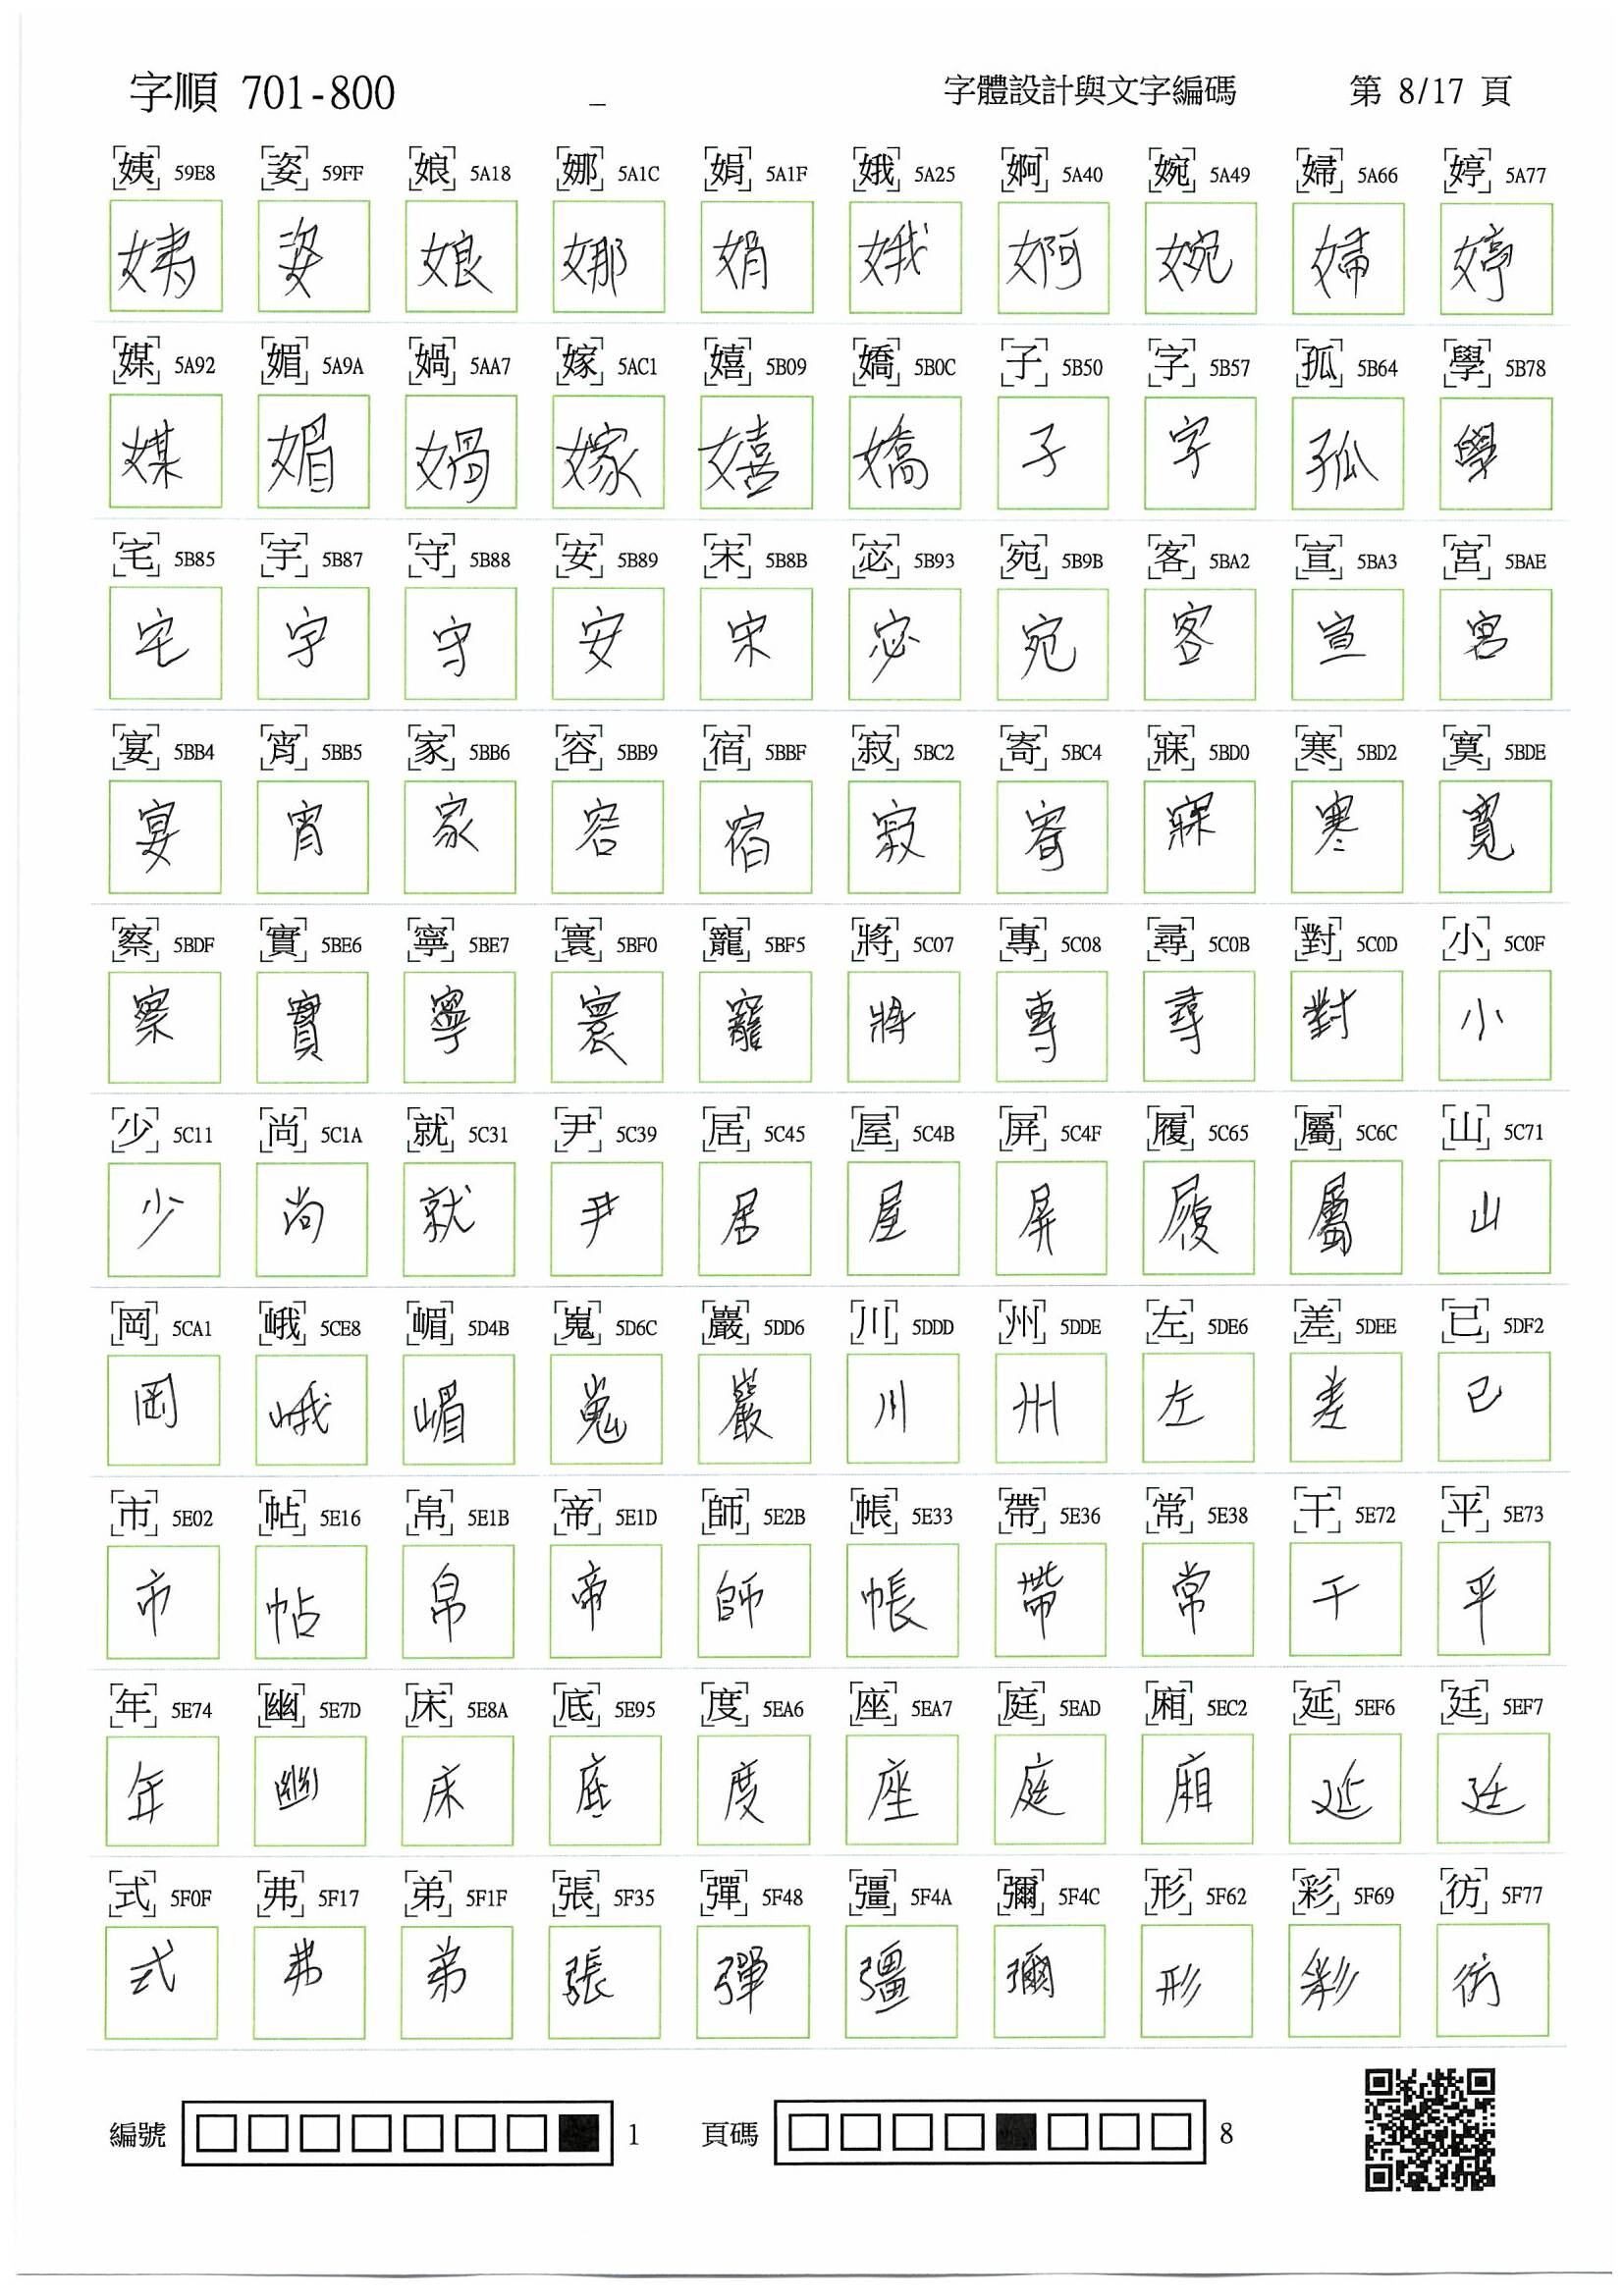 字順 701-800 _ 字體設計與文字編碼 第 8/17 頁
姨 59E8 姿 59FF 娘 5A18 娜 5A1C 娟 5A1F 娥 5A25 婀 5A40 婉 5A49 婦 5A66 婷 5A77
姨 姿 娘 娜 娟 娥 婀 婉 婦 婷
媒 5A92 媚 5A9A 媧 5AA7 嫁 5AC1 嬉 5B09 嬌 5B0C 子 5B50 字 5B57 孤 5B64 學 5B78
媒 媚 媧 嫁 嬉 嬌 子 字 孤 學
宅 5B85 宇 5B87 守 5B88 安 5B89 宋 5B8B 宓 5B93 宛 5B9B 客 5BA2 宣 5BA3 宮 5BAE
宅 宇 守 安 宋 宓 宛 客 宣 宮
宴 5BB4 宵 5BB5 家 5BB6 容 5BB9 宿 5BBF 寂 5BC2 寄 5BC4 寐 5BD0 寒 5BD2 寞 5BDE
宴 宵 家 容 宿 寂 寄 寐 寒 寬
察 5BDF 實 5BE6 寧 5BE7 寰 5BF0 寵 5BF5 將 5C07 專 5C08 尋 5C0B 對 5C0D 小 5C0F
察 實 寧 寰 寵 將 專 尋 對 小
少 5C11 尚 5C1A 就 5C31 尹 5C39 居 5C45 屋 5C4B 屏 5C4F 履 5C65 屬 5C6C 山 5C71
少 尚 就 尹 居 屋 屏 履 屬 山
岡 5CA1 峨 5CE8 嵋 5D4B 嵬 5D6C 巖 5DD6 川 5DDD 州 5DDE 左 5DE6 差 5DEE 已 5DF2
岡 峨 嵋 嵬 巖 川 州 左 差 已
市 5E02 帖 5E16 帛 5E1B 帝 5E1D 師 5E2B 帳 5E33 帶 5E36 常 5E38 干 5E72 平 5E73
市 帖 帛 帝 師 帳 帶 常 干 平
年 5E74 幽 5E7D 床 5E8A 底 5E95 度 5EA6 座 5EA7 庭 5EAD 廂 5EC2 延 5EF6 廷 5EF7
年 幽 床 底 度 座 庭 廂 延 廷
式 5F0F 弗 5F17 弟 5F1F 張 5F35 彈 5F48 彊 5F4A 彌 5F4C 形 5F62 彩 5F69 彷 5F77
式 弗 弟 張 彈 彊 彌 形 彩 彷
編號 1 頁碼 8